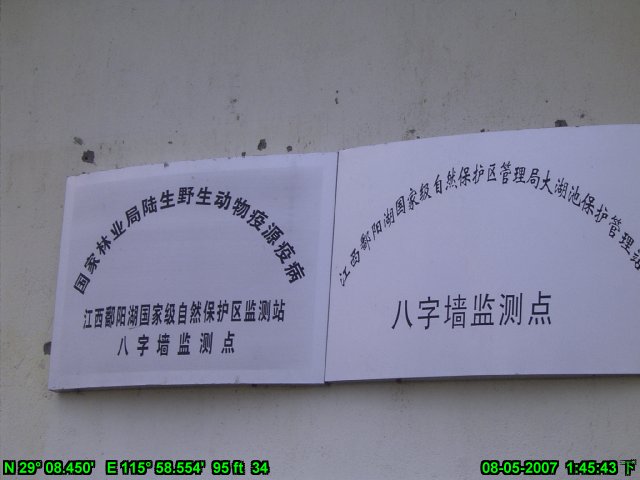 国家林业局陆生野生动物疫源疫病
江西鄱阳湖国家级自然保护区监测站
八字墙监测点
江西鄱阳湖国家级自然保护区管理局大湖池保护管理站
八字墙监测点
N 29° 08.450' E 115° 58.554' 95 ft 34
08-05-2007 1:45:43 下